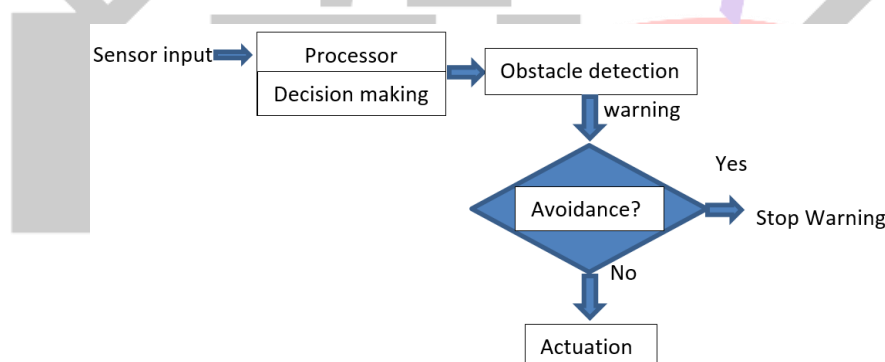 Sensor input
Processor
Decision making
Obstacle detection
warning
Avoidance?
Yes
Stop Warning
No
Actuation